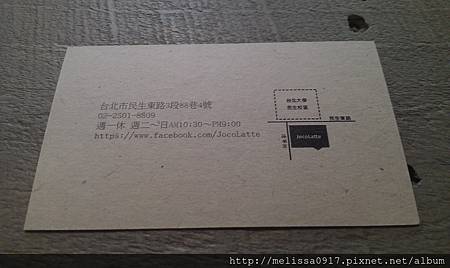 台北市民生東路3段88巷4號
02-2501-8809
週一休 週二~日AM10:30~PM9:00
https://www.facebook.com/JocoLatte
台北大學
民生校區
民生東路
JocoLatte
http://melissa0917.pixnet.net/album